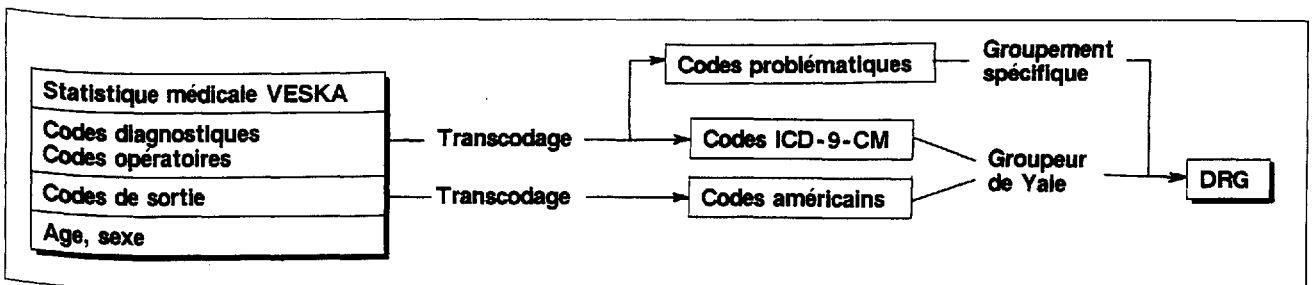 Statistique médicale VESKA
Codes diagnostiques
Codes opératoires
Codes de sortie
Age, sexe
Transcodage
Transcodage
Codes problématiques
Codes ICD-9-CM
Codes américains
Groupement
spécifique
Groupeur
de Yale
DRG